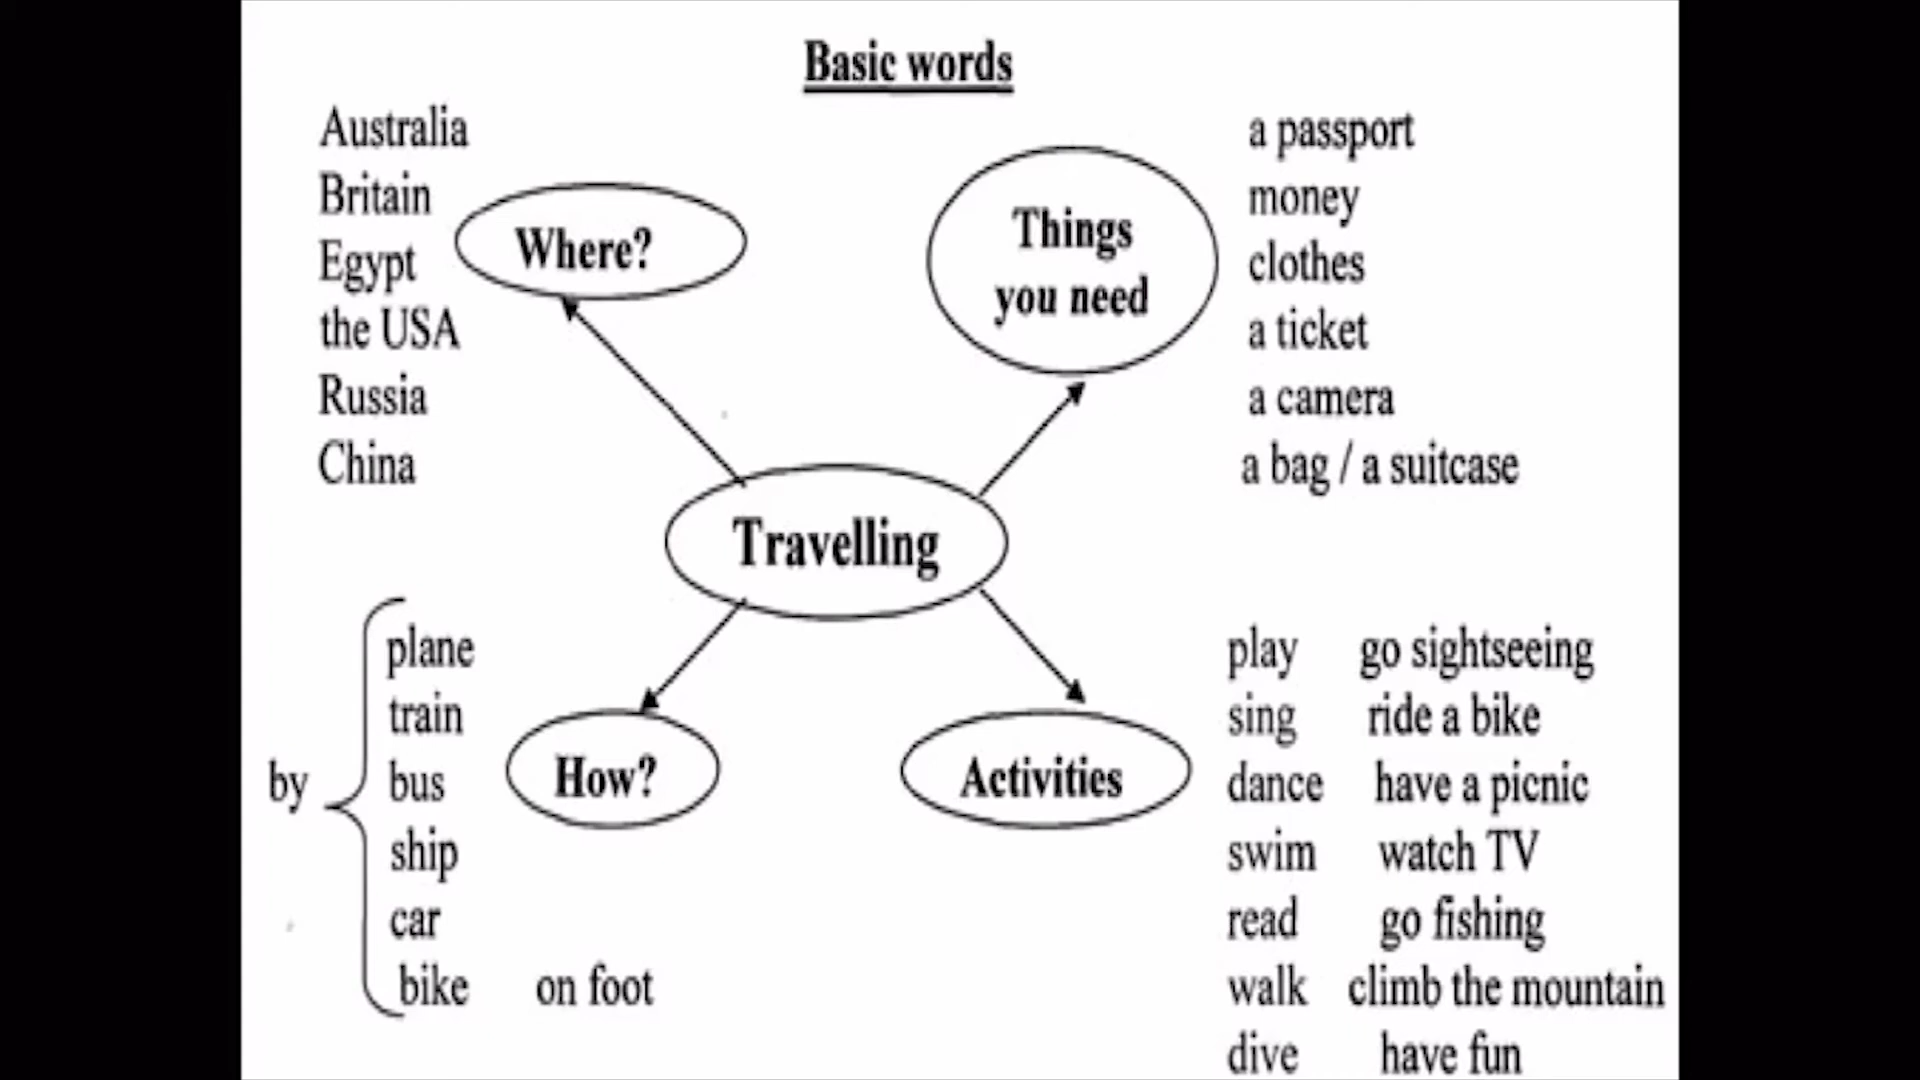 Basic words
Australia
Britain
Egypt
the USA
Russia
China
Where?
Things
you need
a passport
money
clothes
a ticket
a camera
a bag / a suitcase
Travelling
by
plane
train
bus
ship
car
bike on foot
How?
Activities
play go sightseeing
sing ride a bike
dance have a picnic
swim watch TV
read go fishing
walk climb the mountain
dive have fun